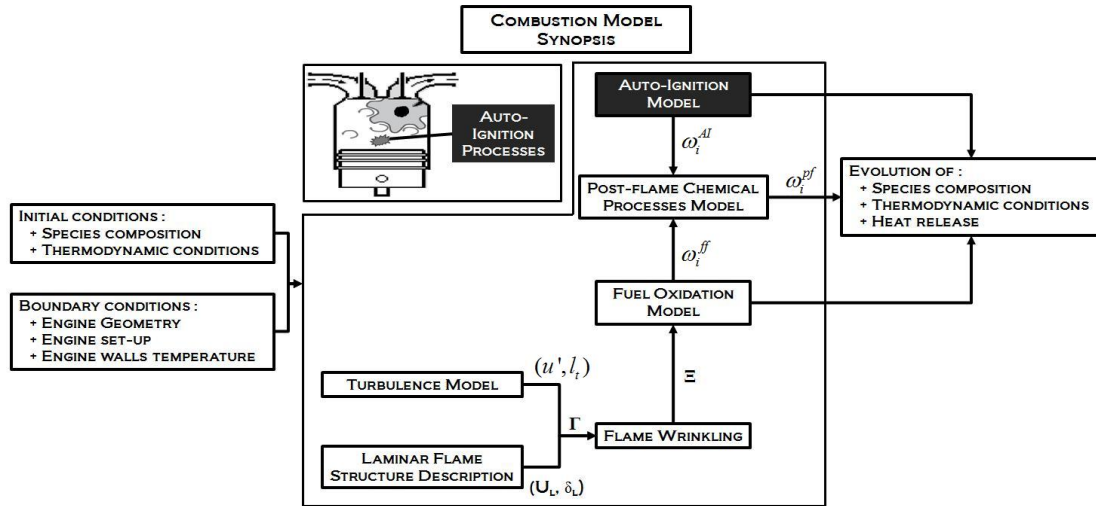 COMBUSTION MODEL
SYNOPSIS
AUTO-
IGNITION
PROCESSES
AUTO-IGNITION
MODEL
ω_i^{AI}
POST-FLAME CHEMICAL
PROCESSES MODEL
ω_i^{pf}
EVOLUTION OF :
+ SPECIES COMPOSITION
+ THERMODYNAMIC CONDITIONS
+ HEAT RELEASE
INITIAL CONDITIONS :
+ SPECIES COMPOSITION
+ THERMODYNAMIC CONDITIONS
BOUNDARY CONDITIONS :
+ ENGINE GEOMETRY
+ ENGINE SET-UP
+ ENGINE WALLS TEMPERATURE
ω_i^{ff}
FUEL OXIDATION
MODEL
Ξ
TURBULENCE MODEL
(u', l_t)
Γ
FLAME WRINKLING
LAMINAR FLAME
STRUCTURE DESCRIPTION
(U_L, δ_L)